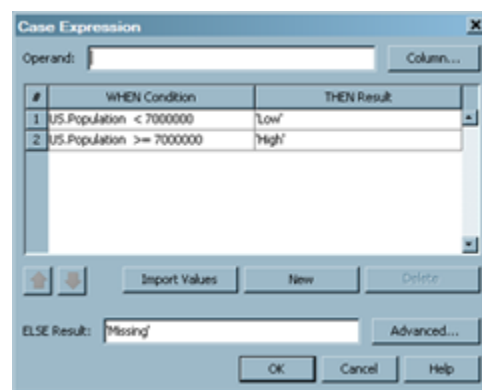 Case Expression
Operand: Column...
# WHEN Condition THEN Result
1 US.Population < 7000000 'Low'
2 US.Population >= 7000000 'High'
Import Values New Delete
ELSE Result: 'Missing' Advanced...
OK Cancel Help